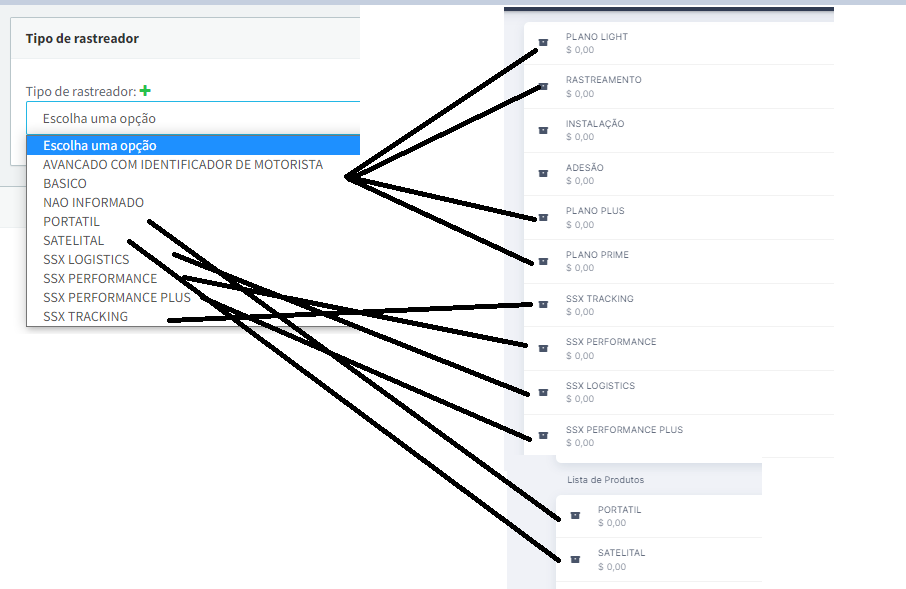 Tipo de rastreador
Tipo de rastreador:
Escolha uma opção
Escolha uma opção
AVANCADO COM IDENTIFICADOR DE MOTORISTA
BASICO
NAO INFORMADO
PORTATIL
SATELITAL
SSX LOGISTICS
SSX PERFORMANCE
SSX PERFORMANCE PLUS
SSX TRACKING
PLANO LIGHT
$ 0,00
RASTREAMENTO
$ 0,00
INSTALAÇÃO
$ 0,00
ADESÃO
$ 0,00
PLANO PLUS
$ 0,00
PLANO PRIME
$ 0,00
SSX TRACKING
$ 0,00
SSX PERFORMANCE
$ 0,00
SSX LOGISTICS
$ 0,00
SSX PERFORMANCE PLUS
$ 0,00
Lista de Produtos
PORTATIL
$ 0,00
SATELITAL
$ 0,00